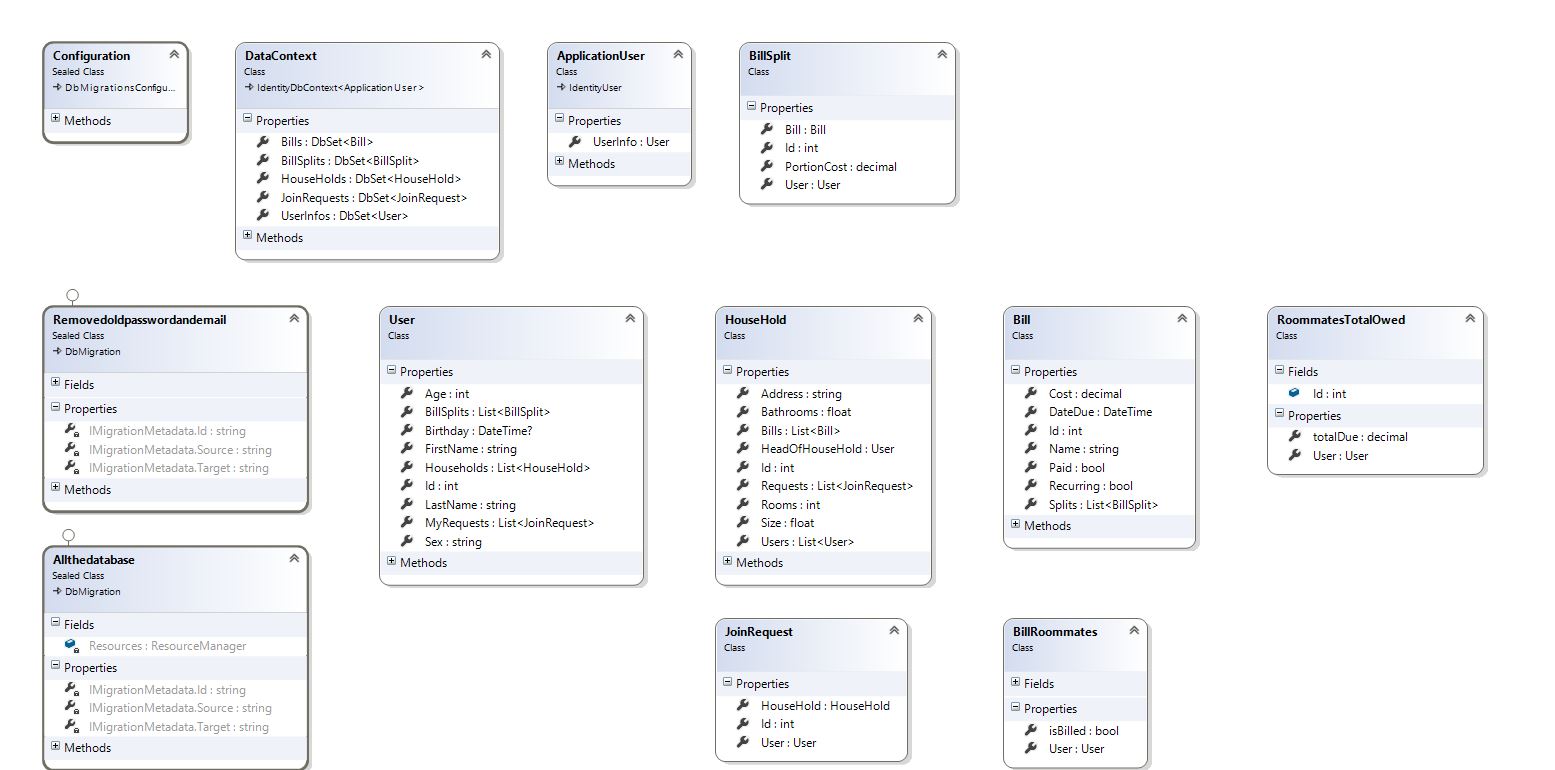 Configuration
Sealed Class
DbMigrationsConfigu...
Methods
DataContext
Class
IdentityDbContext<ApplicationUser>
Properties
Bills : DbSet<Bill>
BillSplits : DbSet<BillSplit>
HouseHolds : DbSet<HouseHold>
JoinRequests : DbSet<JoinRequest>
UserInfos : DbSet<User>
Methods
ApplicationUser
Class
IdentityUser
Properties
UserInfo : User
Methods
BillSplit
Class
Properties
Bill : Bill
Id : int
PortionCost : decimal
User : User
Removedoldpasswordandemail
Sealed Class
DbMigration
Fields
Properties
IMigrationMetadata.Id : string
IMigrationMetadata.Source : string
IMigrationMetadata.Target : string
Methods
User
Class
Properties
Age : int
BillSplits : List<BillSplit>
Birthday : DateTime?
FirstName : string
Households : List<HouseHold>
Id : int
LastName : string
MyRequests : List<JoinRequest>
Sex : string
Methods
HouseHold
Class
Properties
Address : string
Bathrooms : float
Bills : List<Bill>
HeadOfHouseHold : User
Id : int
Requests : List<JoinRequest>
Rooms : int
Size : float
Users : List<User>
Methods
Bill
Class
Properties
Cost : decimal
DateDue : DateTime
Id : int
Name : string
Paid : bool
Recurring : bool
Splits : List<BillSplit>
Methods
RoommatesTotalOwed
Class
Fields
Id : int
Properties
totalDue : decimal
User : User
Allthedatabase
Sealed Class
DbMigration
Fields
Resources : ResourceManager
Properties
IMigrationMetadata.Id : string
IMigrationMetadata.Source : string
IMigrationMetadata.Target : string
Methods
JoinRequest
Class
Properties
HouseHold : HouseHold
Id : int
User : User
BillRoommates
Class
Fields
Properties
isBilled : bool
User : User